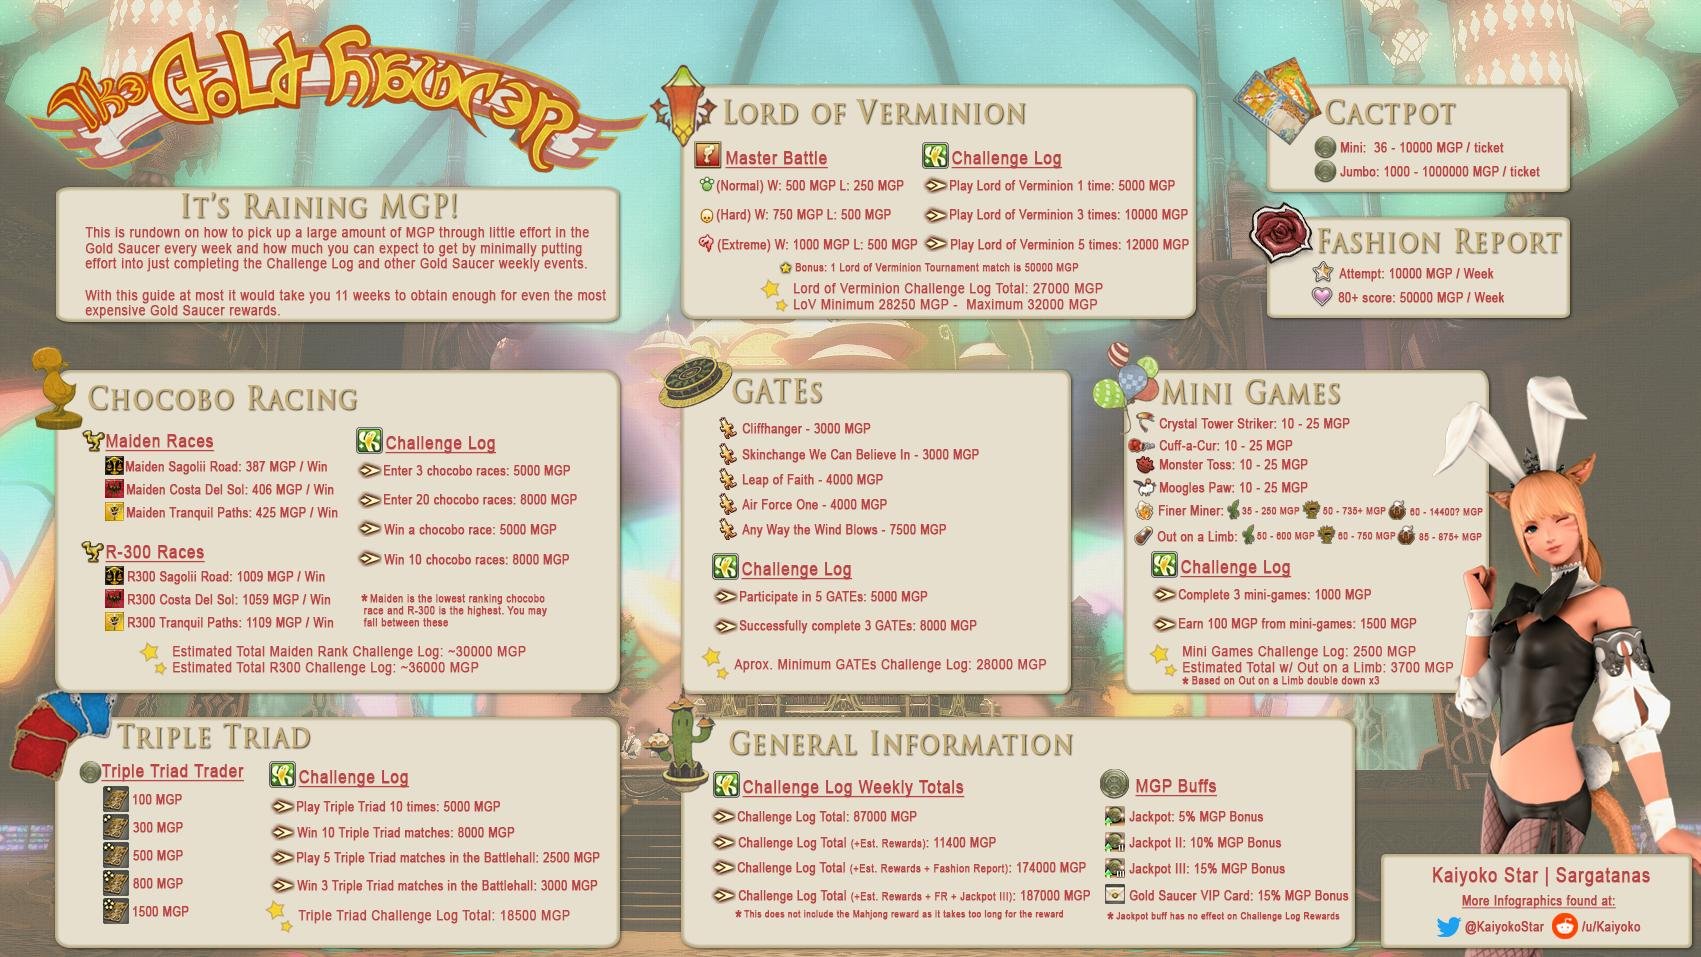 The Gold Saucer
It's Raining MGP!
This is rundown on how to pick up a large amount of MGP through little effort in the
Gold Saucer every week and how much you can expect to get by minimally putting
effort into just completing the Challenge Log and other Gold Saucer weekly events.
With this guide at most it would take you 11 weeks to obtain enough for even the most
expensive Gold Saucer rewards.
Lord of Verminion
Master Battle
(Normal) W: 500 MGP L: 250 MGP
(Hard) W: 750 MGP L: 500 MGP
(Extreme) W: 1000 MGP L: 500 MGP
Challenge Log
Play Lord of Verminion 1 time: 5000 MGP
Play Lord of Verminion 3 times: 10000 MGP
Play Lord of Verminion 5 times: 12000 MGP
Bonus: 1 Lord of Verminion Tournament match is 50000 MGP
Lord of Verminion Challenge Log Total: 27000 MGP
LoV Minimum 28250 MGP - Maximum 32000 MGP
Cactpot
Mini: 36 - 10000 MGP / ticket
Jumbo: 1000 - 1000000 MGP / ticket
Fashion Report
Attempt: 10000 MGP / Week
80+ score: 50000 MGP / Week
Chocobo Racing
Maiden Races
Maiden Sagolii Road: 387 MGP / Win
Maiden Costa Del Sol: 406 MGP / Win
Maiden Tranquil Paths: 425 MGP / Win
R-300 Races
R300 Sagolii Road: 1009 MGP / Win
R300 Costa Del Sol: 1059 MGP / Win
R300 Tranquil Paths: 1109 MGP / Win
Challenge Log
Enter 3 chocobo races: 5000 MGP
Enter 20 chocobo races: 8000 MGP
Win a chocobo race: 5000 MGP
Win 10 chocobo races: 8000 MGP
* Maiden is the lowest ranking chocobo
race and R-300 is the highest. You may
fall between these
Estimated Total Maiden Rank Challenge Log: ~30000 MGP
Estimated Total R300 Challenge Log: ~36000 MGP
GATEs
Cliffhanger - 3000 MGP
Skinchange We Can Believe In - 3000 MGP
Leap of Faith - 4000 MGP
Air Force One - 4000 MGP
Any Way the Wind Blows - 7500 MGP
Challenge Log
Participate in 5 GATEs: 5000 MGP
Successfully complete 3 GATEs: 8000 MGP
Aprox. Minimum GATEs Challenge Log: 28000 MGP
Mini Games
Crystal Tower Striker: 10 - 25 MGP
Cuff-a-Cur: 10 - 25 MGP
Monster Toss: 10 - 25 MGP
Moogles Paw: 10 - 25 MGP
Finer Miner: 35 - 250 MGP 50 - 735+ MGP 60 - 14400? MGP
Out on a Limb: 50 - 600 MGP 60 - 750 MGP 85 - 875+ MGP
Challenge Log
Complete 3 mini-games: 1000 MGP
Earn 100 MGP from mini-games: 1500 MGP
Mini Games Challenge Log: 2500 MGP
Estimated Total w/ Out on a Limb: 3700 MGP
* Based on Out on a Limb double down x3
Triple Triad
Triple Triad Trader
100 MGP
300 MGP
500 MGP
800 MGP
1500 MGP
Challenge Log
Play Triple Triad 10 times: 5000 MGP
Win 10 Triple Triad matches: 8000 MGP
Play 5 Triple Triad matches in the Battlehall: 2500 MGP
Win 3 Triple Triad matches in the Battlehall: 3000 MGP
Triple Triad Challenge Log Total: 18500 MGP
General Information
Challenge Log Weekly Totals
Challenge Log Total: 87000 MGP
Challenge Log Total (+Est. Rewards): 11400 MGP
Challenge Log Total (+Est. Rewards + Fashion Report): 174000 MGP
Challenge Log Total (+Est. Rewards + FR + Jackpot III): 187000 MGP
* This does not include the Mahjong reward as it takes too long for the reward
MGP Buffs
Jackpot: 5% MGP Bonus
Jackpot II: 10% MGP Bonus
Jackpot III: 15% MGP Bonus
Gold Saucer VIP Card: 15% MGP Bonus
* Jackpot buff has no effect on Challenge Log Rewards
Kaiyoko Star | Sargatanas
More Infographics found at:
@KaiyokoStar /u/Kaiyoko